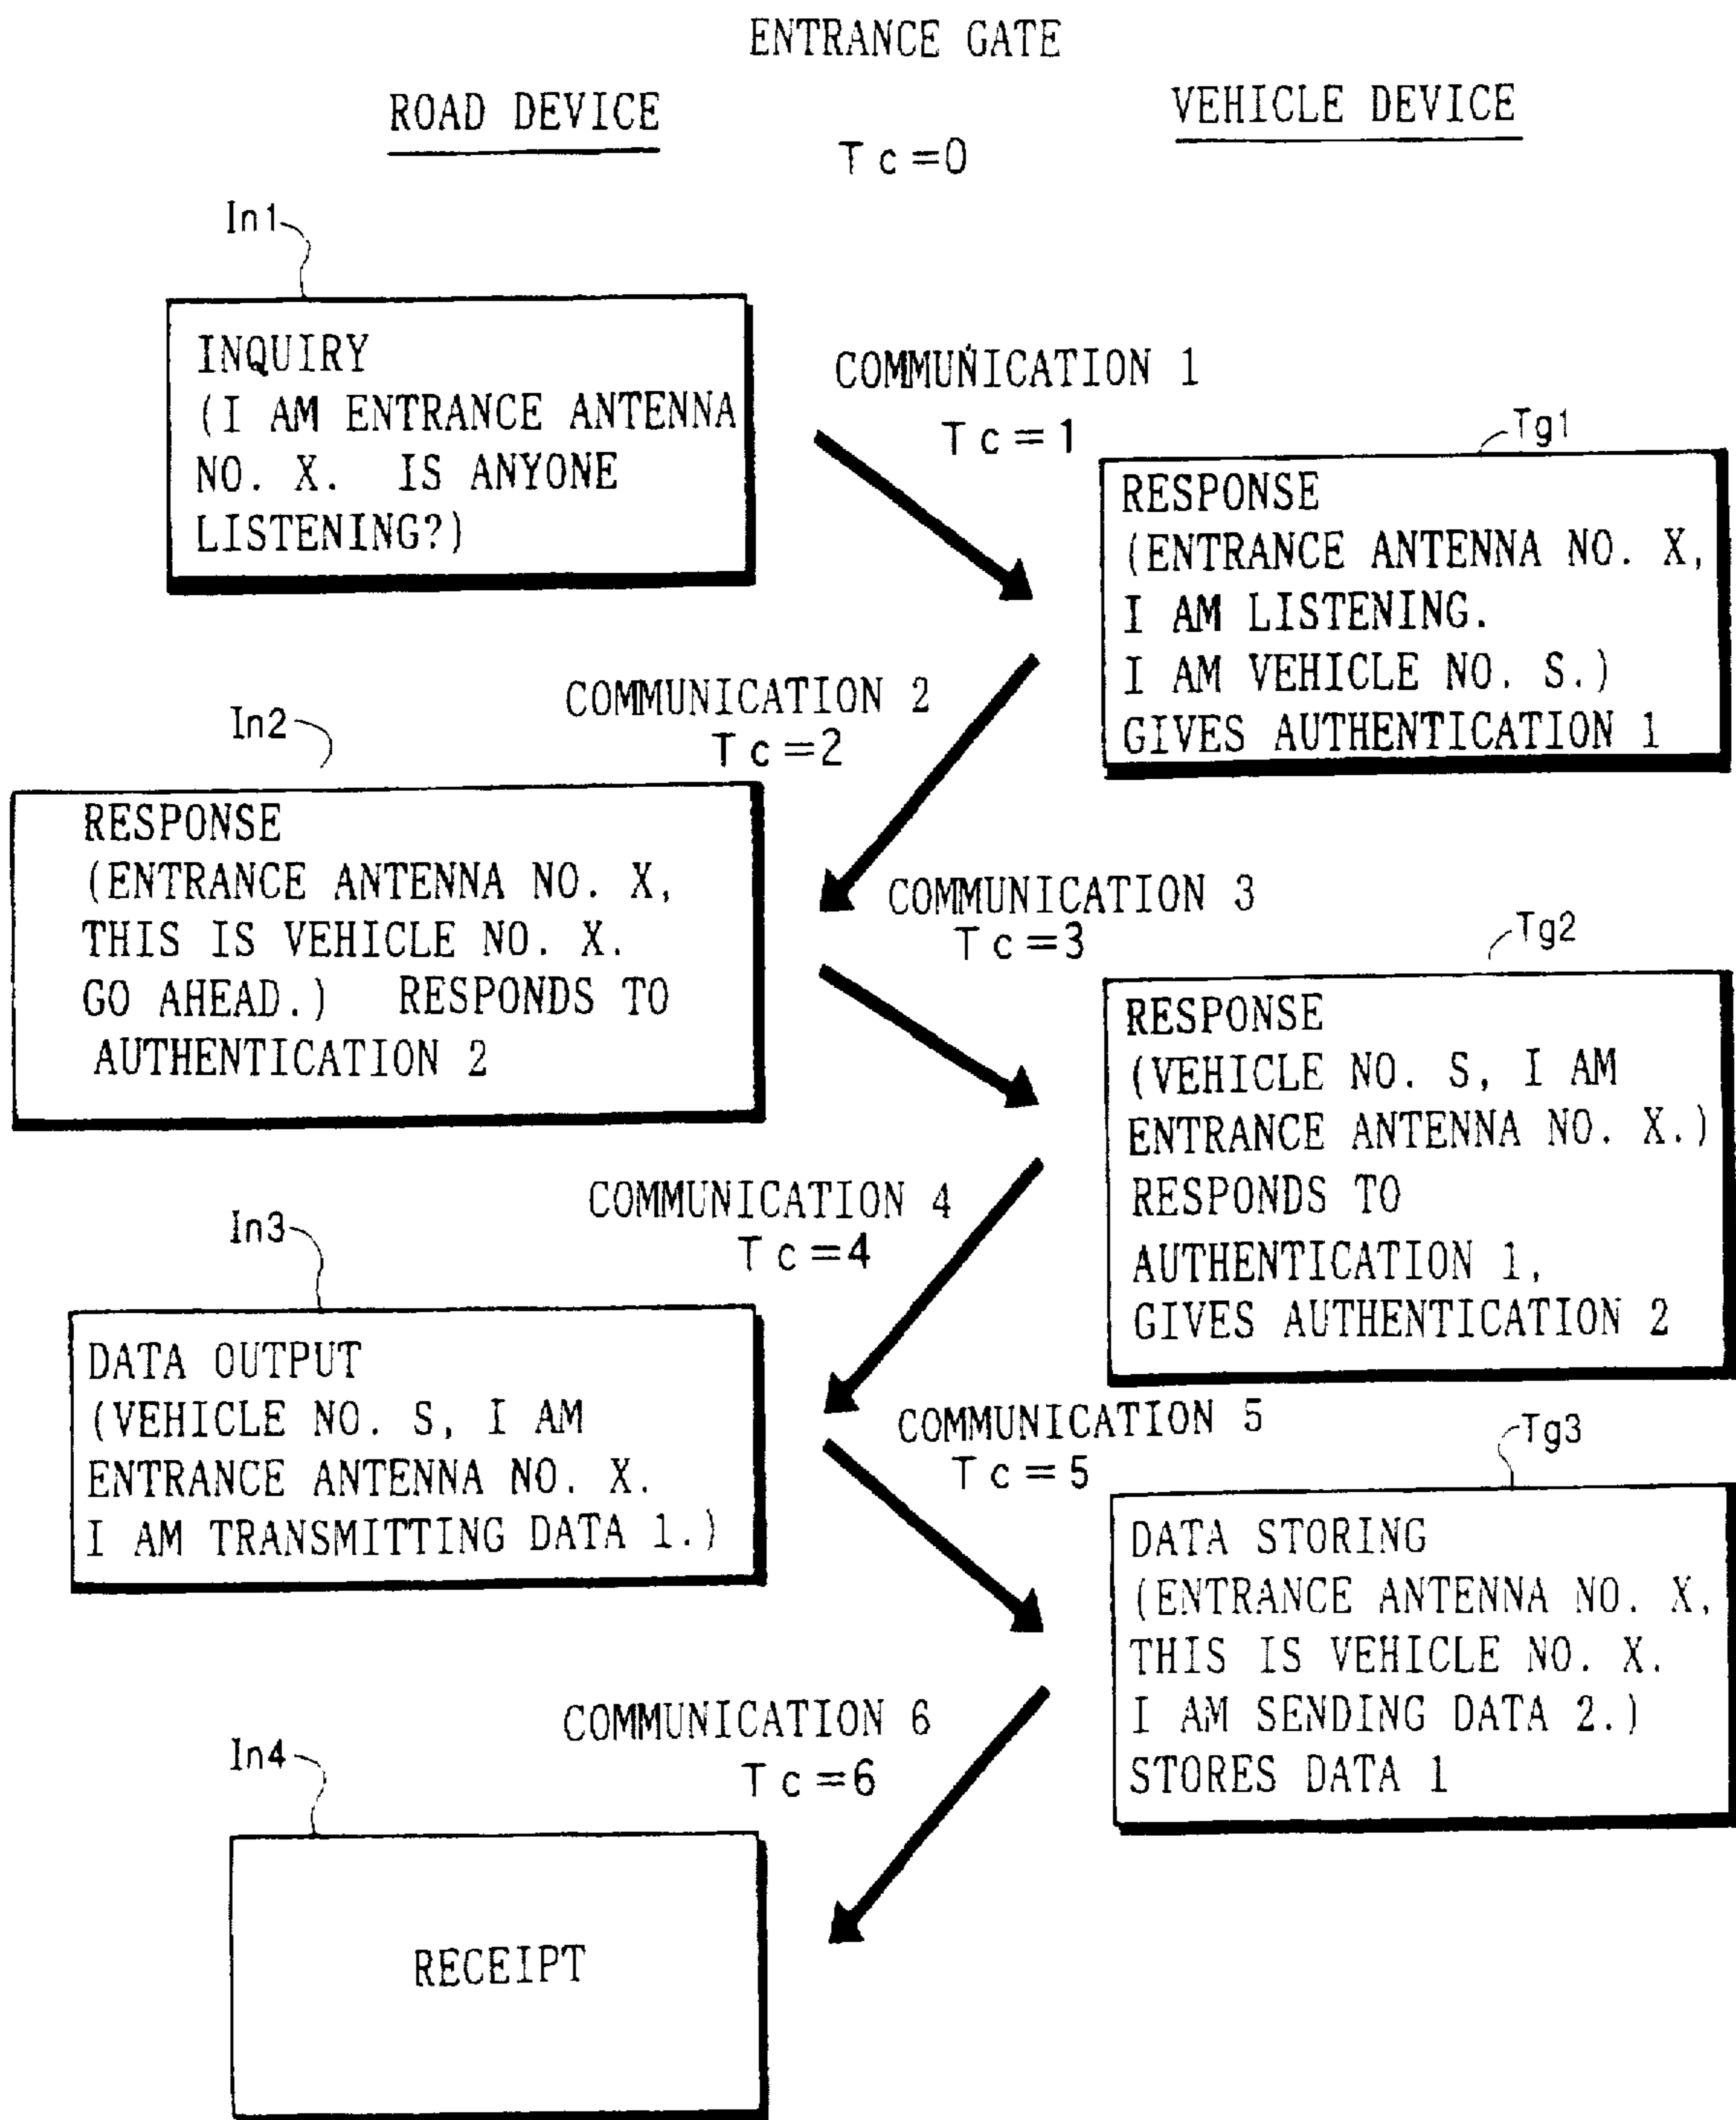 ENTRANCE GATE
ROAD DEVICE
VEHICLE DEVICE
Tc=0
In1
INQUIRY
(I AM ENTRANCE ANTENNA
NO. X. IS ANYONE
LISTENING?)
COMMUNICATION 1
Tc=1
Tg1
RESPONSE
(ENTRANCE ANTENNA NO. X,
I AM LISTENING.
I AM VEHICLE NO. S.)
GIVES AUTHENTICATION 1
COMMUNICATION 2
Tc=2
In2
RESPONSE
(ENTRANCE ANTENNA NO. X,
THIS IS VEHICLE NO. X.
GO AHEAD.) RESPONDS TO
AUTHENTICATION 2
COMMUNICATION 3
Tc=3
Tg2
RESPONSE
(VEHICLE NO. S, I AM
ENTRANCE ANTENNA NO. X.)
RESPONDS TO
AUTHENTICATION 1,
GIVES AUTHENTICATION 2
COMMUNICATION 4
Tc=4
In3
DATA OUTPUT
(VEHICLE NO. S, I AM
ENTRANCE ANTENNA NO. X.
I AM TRANSMITTING DATA 1.)
COMMUNICATION 5
Tc=5
Tg3
DATA STORING
(ENTRANCE ANTENNA NO. X,
THIS IS VEHICLE NO. X.
I AM SENDING DATA 2.)
STORES DATA 1
COMMUNICATION 6
Tc=6
In4
RECEIPT